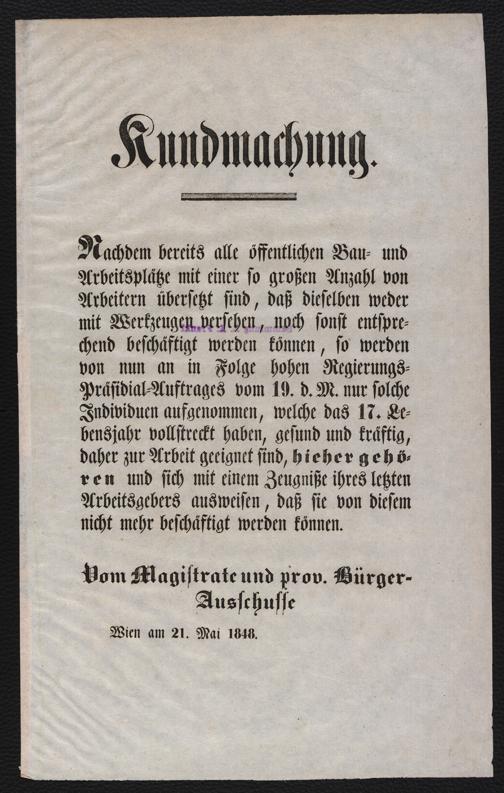 Kundmachung.
Nachdem bereits alle öffentlichen Bau- und
Arbeitsplätze mit einer so großen Anzahl von
Arbeitern übersetzt sind, daß dieselben weder
mit Werkzeugen versehen, noch sonst entspre-
chend beschäftigt werden können, so werden
von nun an in Folge hohen Regierungs-
Präsidial-Auftrages vom 19. d. M. nur solche
Individuen aufgenommen, welche das 17. Le-
bensjahr vollstreckt haben, gesund und kräftig,
daher zur Arbeit geeignet sind, hieher gehö-
ren und sich mit einem Zeugniße ihres letzten
Arbeitsgebers ausweisen, daß sie von diesem
nicht mehr beschäftigt werden können.
Vom Magistrate und prov. Bürger-
Ausschusse
Wien am 21. Mai 1848.